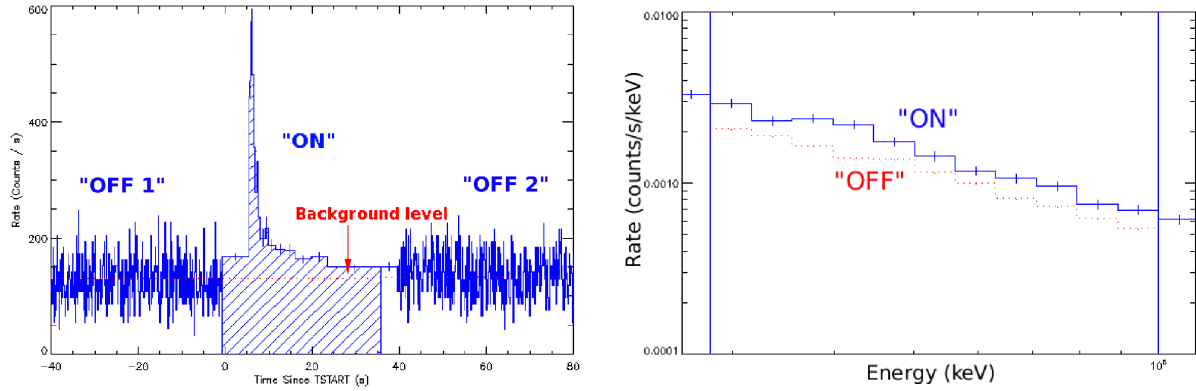 600
400
200
0
Rate (Counts / s)
"OFF 1"
"ON"
"OFF 2"
Background level
-40
-20
0
20
40
60
80
Time Since TSTART (s)
0.0100
0.0010
0.0001
Rate (counts/s/keV)
"ON"
"OFF"
Energy (keV)